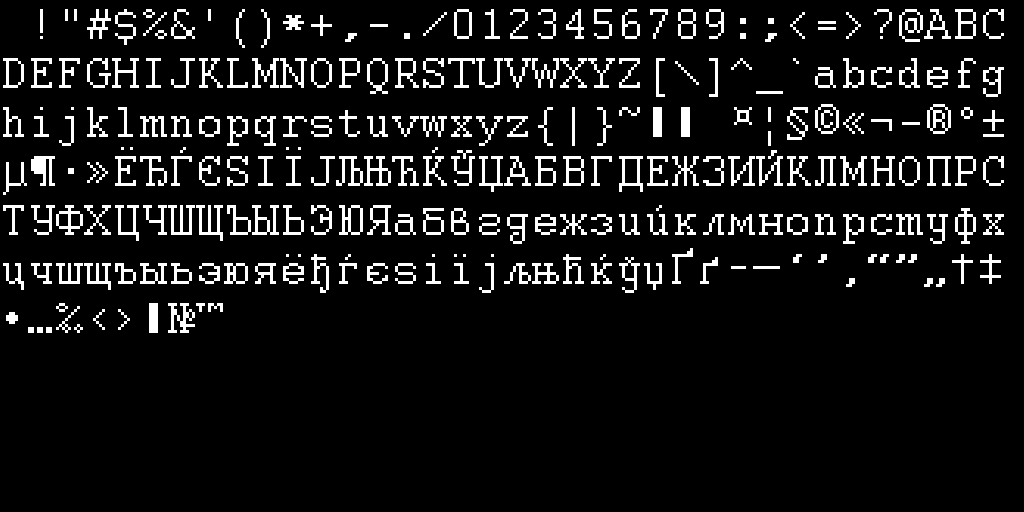 !"#$%&'()*+,-./0123456789:;<=>?@ABC
DEFGHIJKLMNOPQRSTUVWXYZ[\]^_`abcdefg
hijklmnopqrstuvwxyz{|}~▌▌ ¤¦§©«¬-®°±
µ¶·»ЁЂЃЄЅІЇЈЉЊЋЌЎЏАБВГДЕЖЗИЙКЛМНОПРС
ТУФХЦЧШЩЪЫЬЭЮЯабвгдежзийклмнопрстуфх
цчшщъыьэюяёђѓєѕіїјљњћќўџҐґ–—‘’‚“”„†‡
•…‰‹› ▌№™